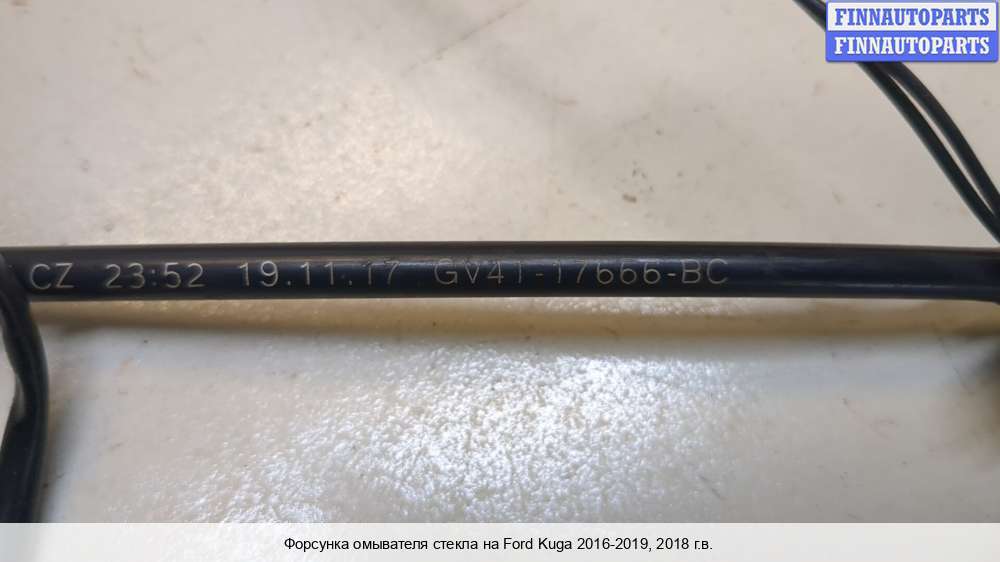 FINNAUTOPARTS
FINNAUTOPARTS
CZ 23:52 19.11.17 GV41-17666-BC
Форсунка омывателя стекла на Ford Kuga 2016-2019, 2018 г.в.